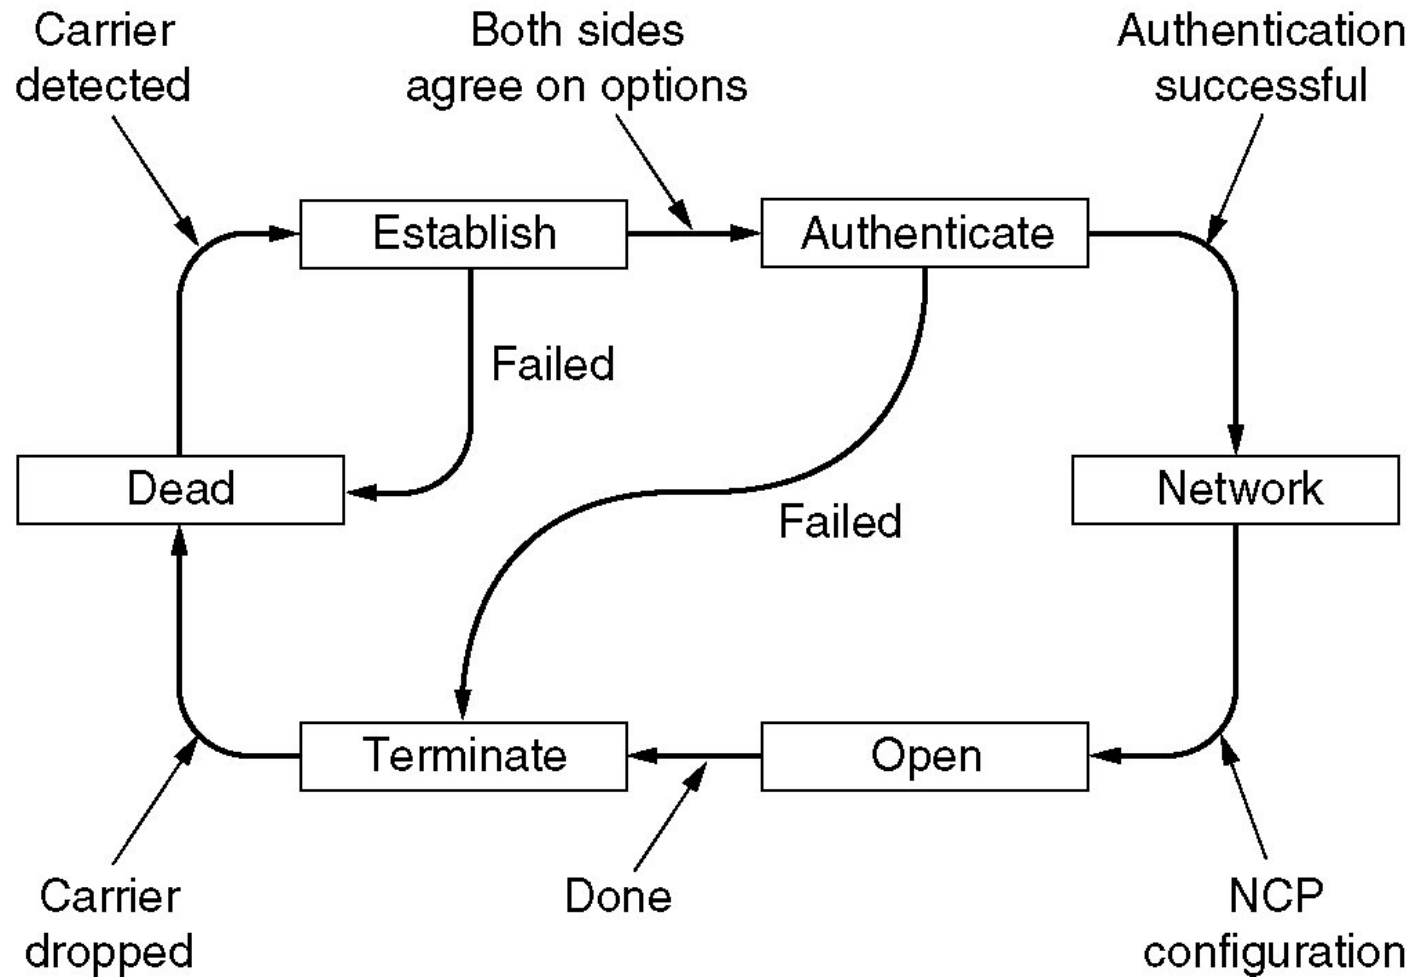 Carrier
detected
Both sides
agree on options
Authentication
successful
Establish
Authenticate
Failed
Dead
Network
Failed
Terminate
Open
Carrier
dropped
Done
NCP
configuration